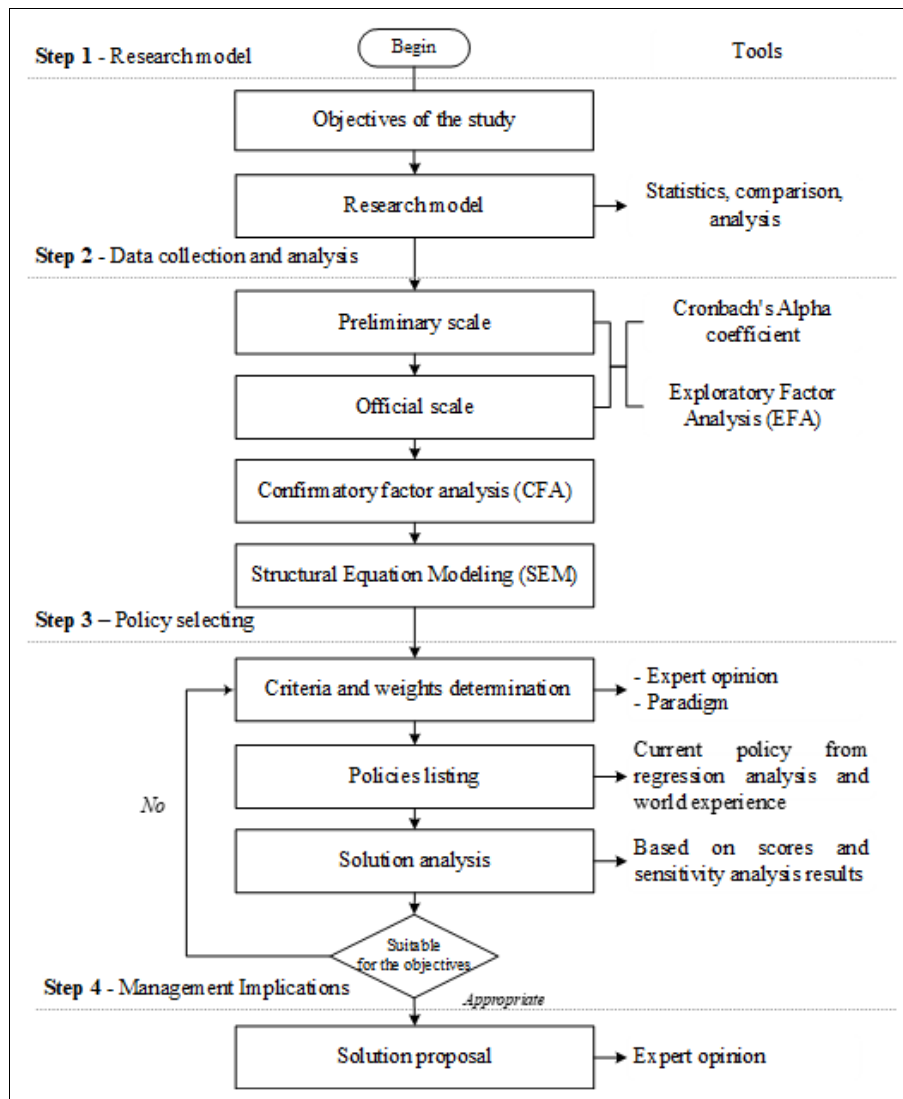 Begin
Step 1 - Research model
Tools
Objectives of the study
Research model
Statistics, comparison,
analysis
Step 2 - Data collection and analysis
Preliminary scale
Cronbach's Alpha
coefficient
Official scale
Exploratory Factor
Analysis (EFA)
Confirmatory factor analysis (CFA)
Structural Equation Modeling (SEM)
Step 3 – Policy selecting
Criteria and weights determination
- Expert opinion
- Paradigm
Policies listing
Current policy from
regression analysis and
world experience
No
Solution analysis
Based on scores and
sensitivity analysis results
Suitable
for the objectives
Step 4 - Management Implications
Appropriate
Solution proposal
Expert opinion